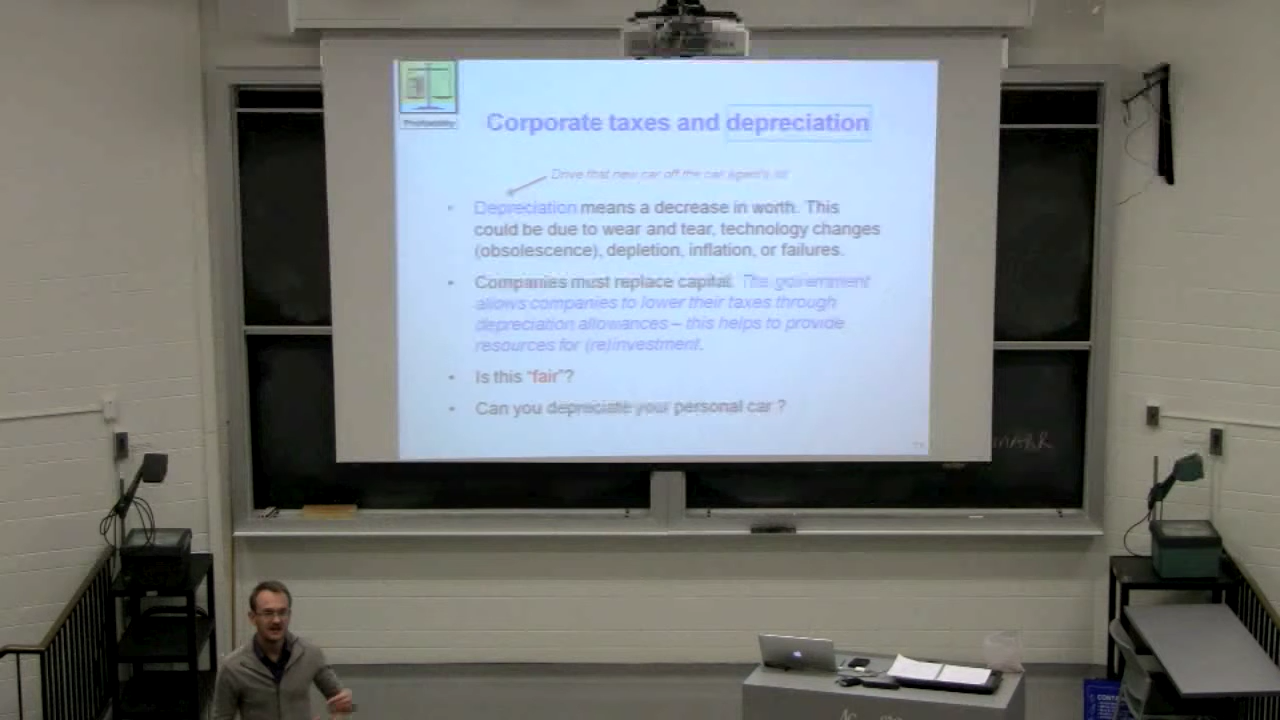 Profitability
Corporate taxes and depreciation
Drive that new car off the car agent's lot
• Depreciation means a decrease in worth. This
could be due to wear and tear, technology changes
(obsolescence), depletion, inflation, or failures.
• Companies must replace capital. The government
allows companies to lower their taxes through
depreciation allowances – this helps to provide
resources for (re)investment.
• Is this "fair"?
• Can you depreciate your personal car ?